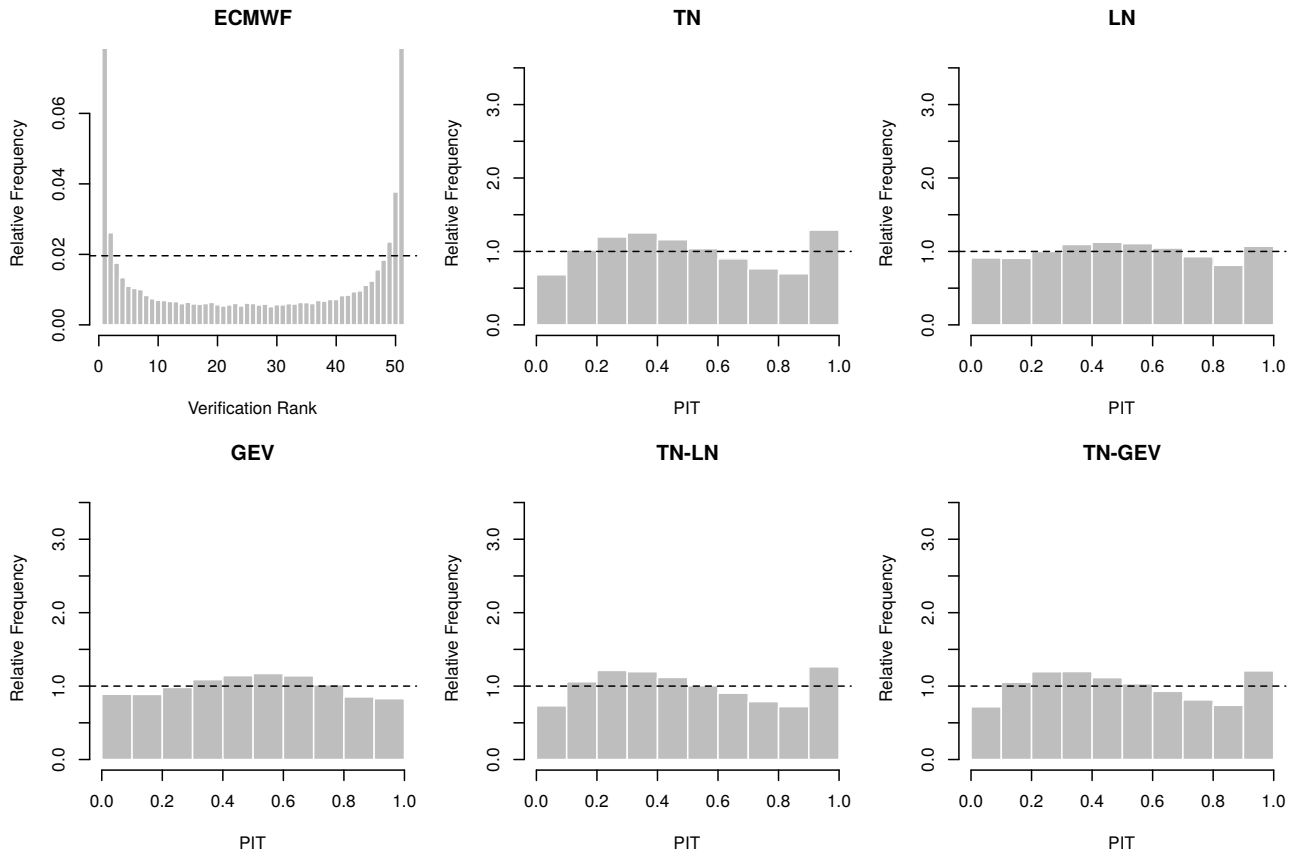 ECMWF
Relative Frequency
0.00 0.02 0.04 0.06
0 10 20 30 40 50
Verification Rank
TN
Relative Frequency
0.0 1.0 2.0 3.0
0.0 0.2 0.4 0.6 0.8 1.0
PIT
LN
Relative Frequency
0.0 1.0 2.0 3.0
0.0 0.2 0.4 0.6 0.8 1.0
PIT
GEV
Relative Frequency
0.0 1.0 2.0 3.0
0.0 0.2 0.4 0.6 0.8 1.0
PIT
TN-LN
Relative Frequency
0.0 1.0 2.0 3.0
0.0 0.2 0.4 0.6 0.8 1.0
PIT
TN-GEV
Relative Frequency
0.0 1.0 2.0 3.0
0.0 0.2 0.4 0.6 0.8 1.0
PIT